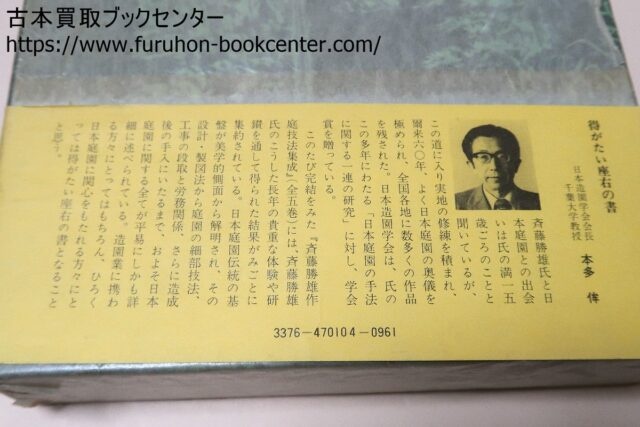 古本買取ブックセンター
https://www.furuhon-bookcenter.com/
得がたい座右の書
日本造園学会会長
千葉大学教授
本多 侔
斉藤勝雄氏と日
本庭園との出会
いは氏の満一五
歳ごろのことと
聞いているが、
この道に入り実地の修練を積まれ、
爾来六〇年、よく日本庭園の奥儀を
極められ、全国各地に数多くの作品
を残された。日本造園学会は、氏の
この多年にわたる「日本庭園の手法
に関する一連の研究」に対し、学会
賞を贈っている。
このたび完結をみた『斉藤勝雄作
庭技法集成』(全五巻)には、斉藤勝雄
氏のこうした長年の貴重な体験や研
鑽を通して得られた結果がみごとに
集約されている。日本庭園伝統の基
盤が美学的側面から解明され、その
設計・製図法から庭園の細部技法、
工事の段取と労務関係、さらに造成
後の手入にいたるまで、およそ日本
庭園に関する全てが平易にしかも詳
細に述べられている。造園業に携わ
る方々にとってはもちろん、ひろく
日本庭園に関心をもたれる方々にと
っては得がたい座右の書となること
と思う。
3376-470104-0961